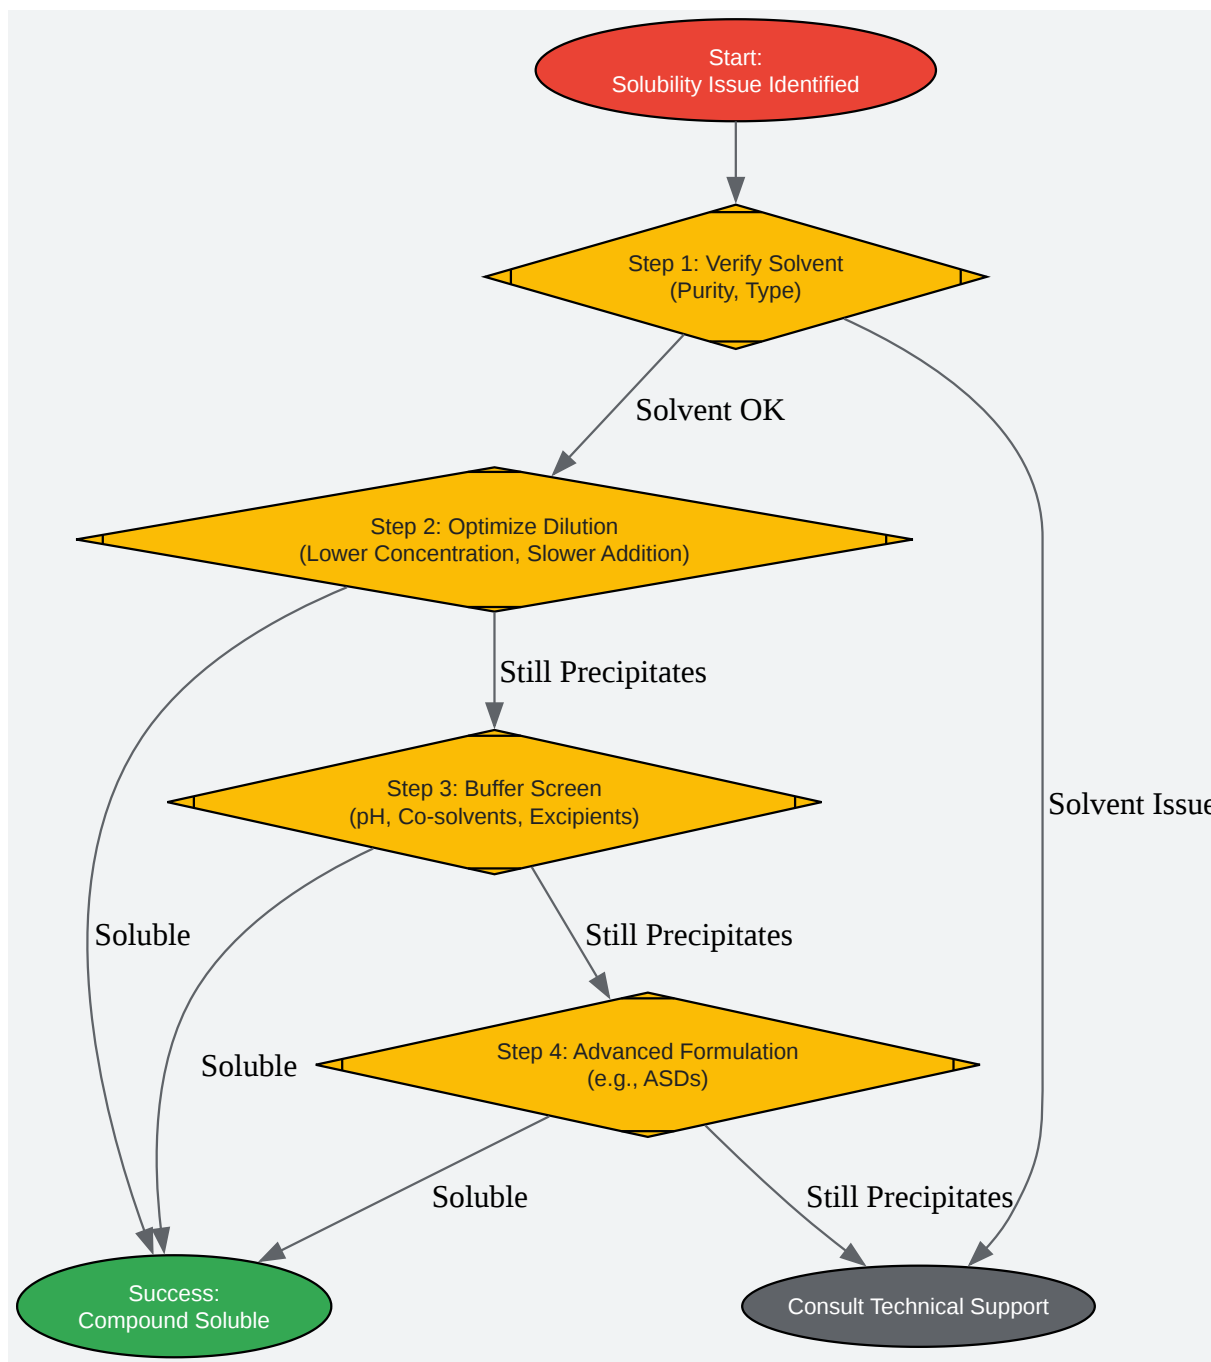 Start:
Solubility Issue Identified
Step 1: Verify Solvent
(Purity, Type)
Solvent OK
Step 2: Optimize Dilution
(Lower Concentration, Slower Addition)
Still Precipitates
Step 3: Buffer Screen
(pH, Co-solvents, Excipients)
Solvent Issue
Soluble
Still Precipitates
Soluble
Step 4: Advanced Formulation
(e.g., ASDs)
Soluble
Still Precipitates
Success:
Compound Soluble
Consult Technical Support